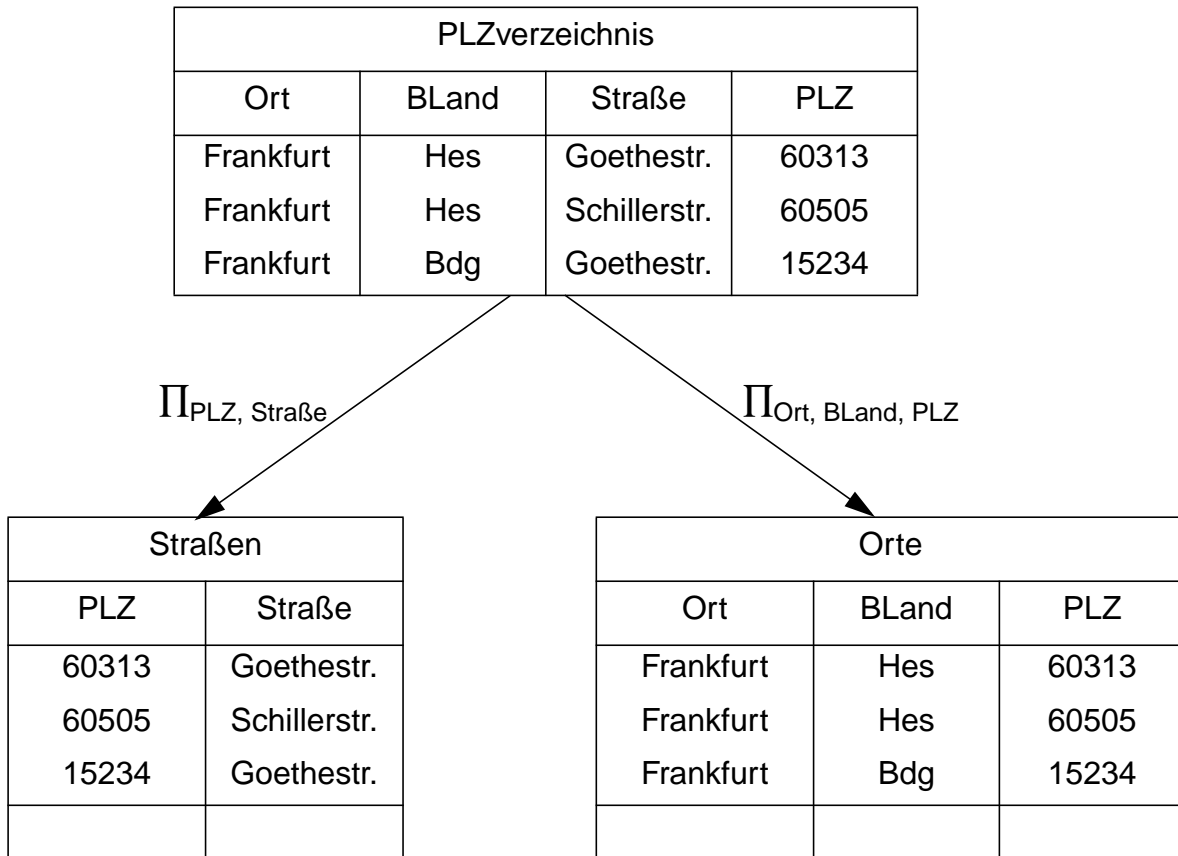 PLZverzeichnis
Ort BLand Straße PLZ
Frankfurt Hes Goethestr. 60313
Frankfurt Hes Schillerstr. 60505
Frankfurt Bdg Goethestr. 15234
∏PLZ, Straße
∏Ort, BLand, PLZ
Straßen
PLZ Straße
60313 Goethestr.
60505 Schillerstr.
15234 Goethestr.
Orte
Ort BLand PLZ
Frankfurt Hes 60313
Frankfurt Hes 60505
Frankfurt Bdg 15234